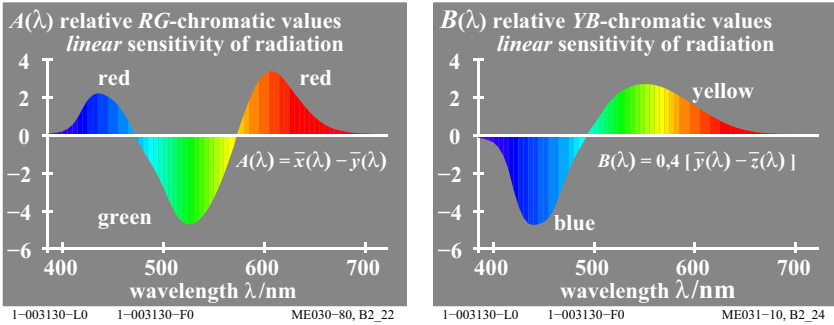 A(λ) relative RG-chromatic values
linear sensitivity of radiation
4
2
0
−2
−4
−6
red
red
green
A(λ) = x̅(λ) − y̅(λ)
400 500 600 700
wavelength λ/nm
1−003130−L0 1−003130−F0 ME030−80, B2_22
B(λ) relative YB-chromatic values
linear sensitivity of radiation
4
2
0
−2
−4
−6
yellow
B(λ) = 0,4 [ y̅(λ) − z̅(λ) ]
blue
400 500 600 700
wavelength λ/nm
1−003130−L0 1−003130−F0 ME031−10, B2_24